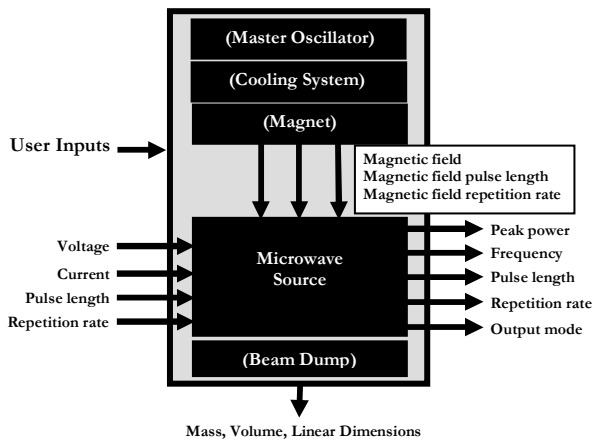 (Master Oscillator)
(Cooling System)
(Magnet)
User Inputs
Magnetic field
Magnetic field pulse length
Magnetic field repetition rate
Voltage
Current
Pulse length
Repetition rate
Microwave
Source
Peak power
Frequency
Pulse length
Repetition rate
Output mode
(Beam Dump)
Mass, Volume, Linear Dimensions